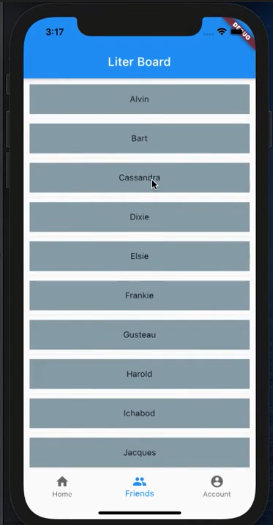 3:17
DEBUG
Liter Board
Alvin
Bart
Cassandra
Dixie
Elsie
Frankie
Gusteau
Harold
Ichabod
Jacques
Home
Friends
Account